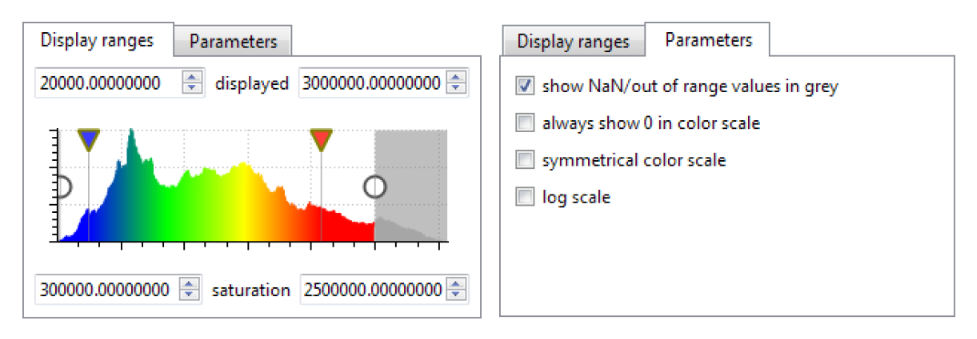 Display ranges Parameters
20000.00000000 displayed 3000000.00000000
300000.00000000 saturation 2500000.00000000
Display ranges Parameters
show NaN/out of range values in grey
always show 0 in color scale
symmetrical color scale
log scale